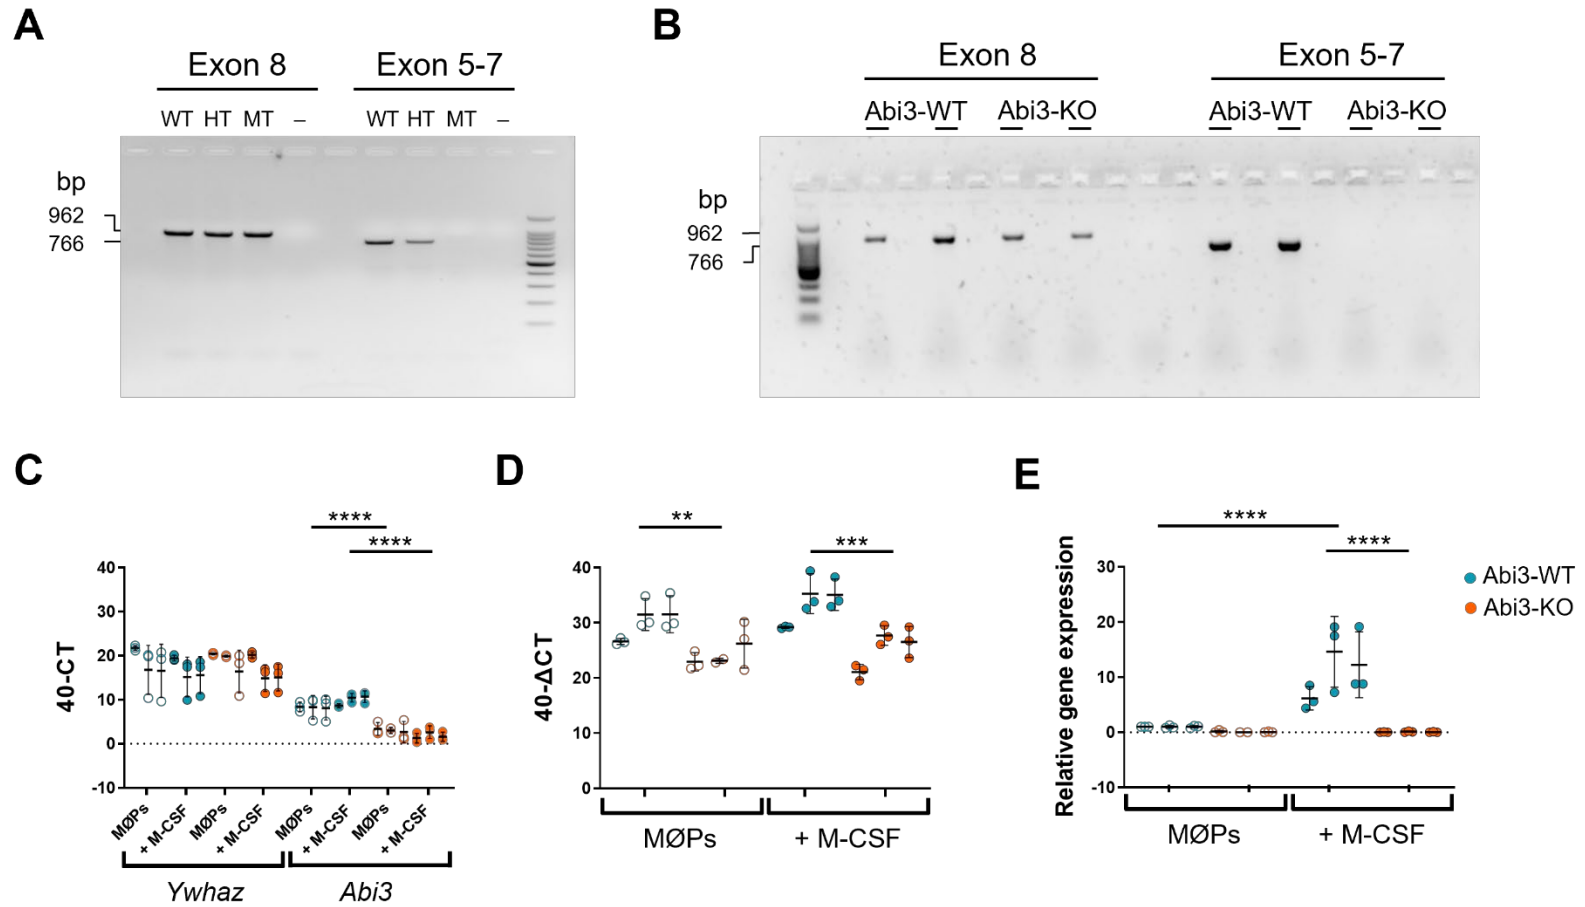 A
Exon 8 Exon 5-7
WT HT MT – WT HT MT –
bp
962
766
B
Exon 8 Exon 5-7
Abi3-WT Abi3-KO Abi3-WT Abi3-KO
bp
962
766
C
**** 
****
40-CT
40
30
20
10
0
-10
MØPs + M-CSF MØPs + M-CSF MØPs + M-CSF MØPs + M-CSF
Ywhaz Abi3
D
**
***
40-ΔCT
40
30
20
10
0
MØPs + M-CSF
E
****
****
Relative gene expression
30
20
10
0
-10
MØPs + M-CSF
Abi3-WT
Abi3-KO